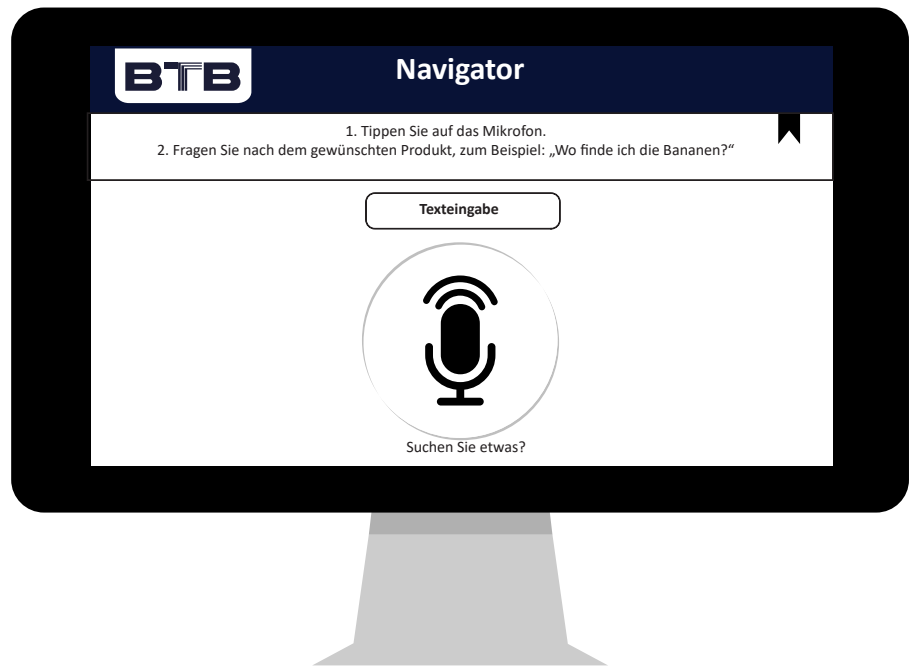 BTB
Navigator
1. Tippen Sie auf das Mikrofon.
2. Fragen Sie nach dem gewünschten Produkt, zum Beispiel: „Wo finde ich die Bananen?“
Texteingabe
Suchen Sie etwas?